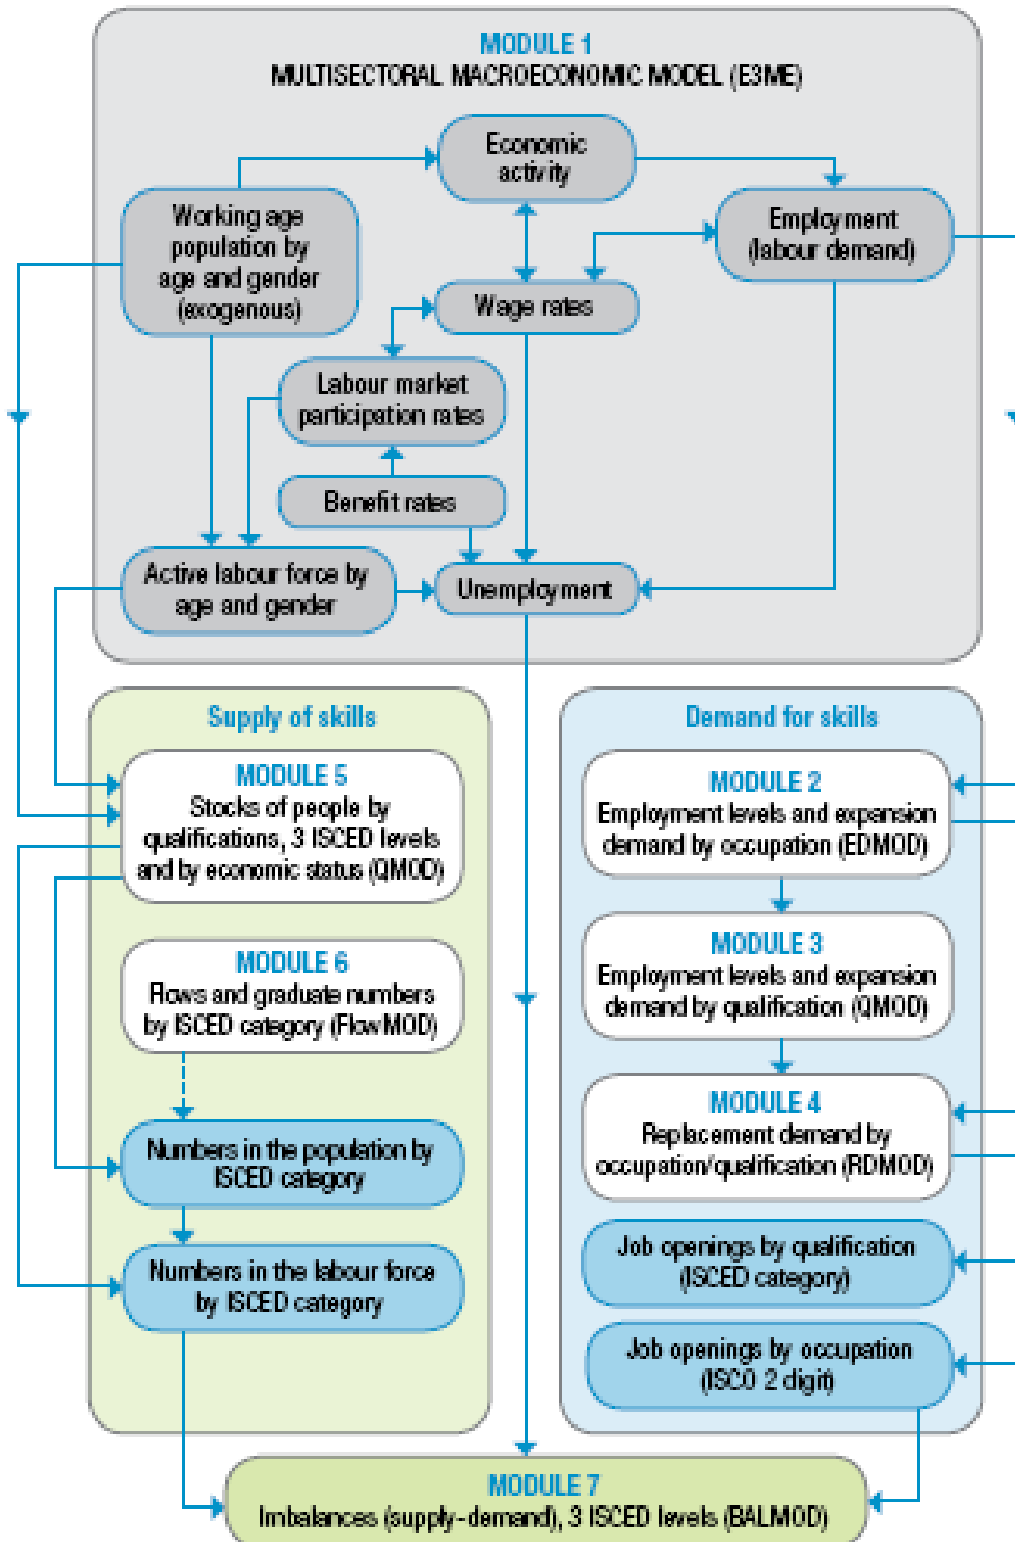 MODULE 1
MULTISECTORAL MACROECONOMIC MODEL (E3ME)
Economic
activity
Working age
population by
age and gender
(exogenous)
Employment
(labour demand)
Wage rates
Labour market
participation rates
Benefit rates
Active labour force by
age and gender
Unemployment
Supply of skills
MODULE 5
Stocks of people by
qualifications, 3 ISCED levels
and by economic status (QMOD)
MODULE 6
Flows and graduate numbers
by ISCED category (FlowMOD)
Numbers in the population by
ISCED category
Numbers in the labour force
by ISCED category
Demand for skills
MODULE 2
Employment levels and expansion
demand by occupation (EDMOD)
MODULE 3
Employment levels and expansion
demand by qualification (QMOD)
MODULE 4
Replacement demand by
occupation/qualification (RDMOD)
Job openings by qualification
(ISCED category)
Job openings by occupation
(ISCO 2 digit)
MODULE 7
Imbalances (supply-demand), 3 ISCED levels (BALMOD)